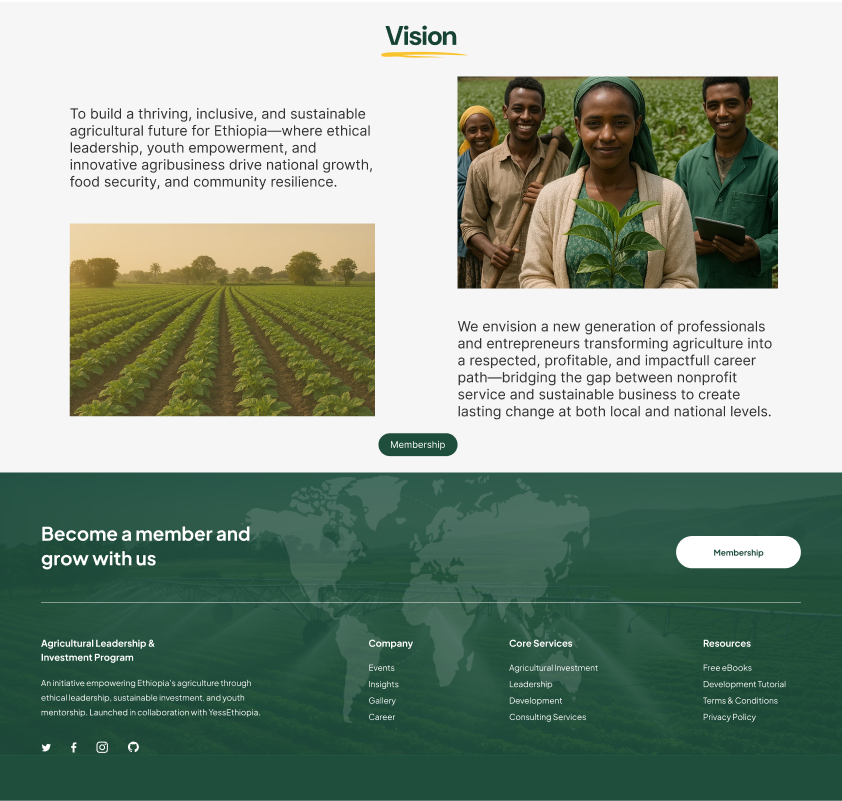 Vision
To build a thriving, inclusive, and sustainable
agricultural future for Ethiopia—where ethical
leadership, youth empowerment, and
innovative agribusiness drive national growth,
food security, and community resilience.
We envision a new generation of professionals
and entrepreneurs transforming agriculture into
a respected, profitable, and impactfull career
path—bridging the gap between nonprofit
service and sustainable business to create
lasting change at both local and national levels.
Membership
Become a member and
grow with us
Membership
Agricultural Leadership &
Investment Program
An initiative empowering Ethiopia's agriculture through
ethical leadership, sustainable investment, and youth
mentorship. Launched in collaboration with YessEthiopia.
Company
Events
Insights
Gallery
Career
Core Services
Agricultural Investment
Leadership
Development
Consulting Services
Resources
Free eBooks
Development Tutorial
Terms & Conditions
Privacy Policy